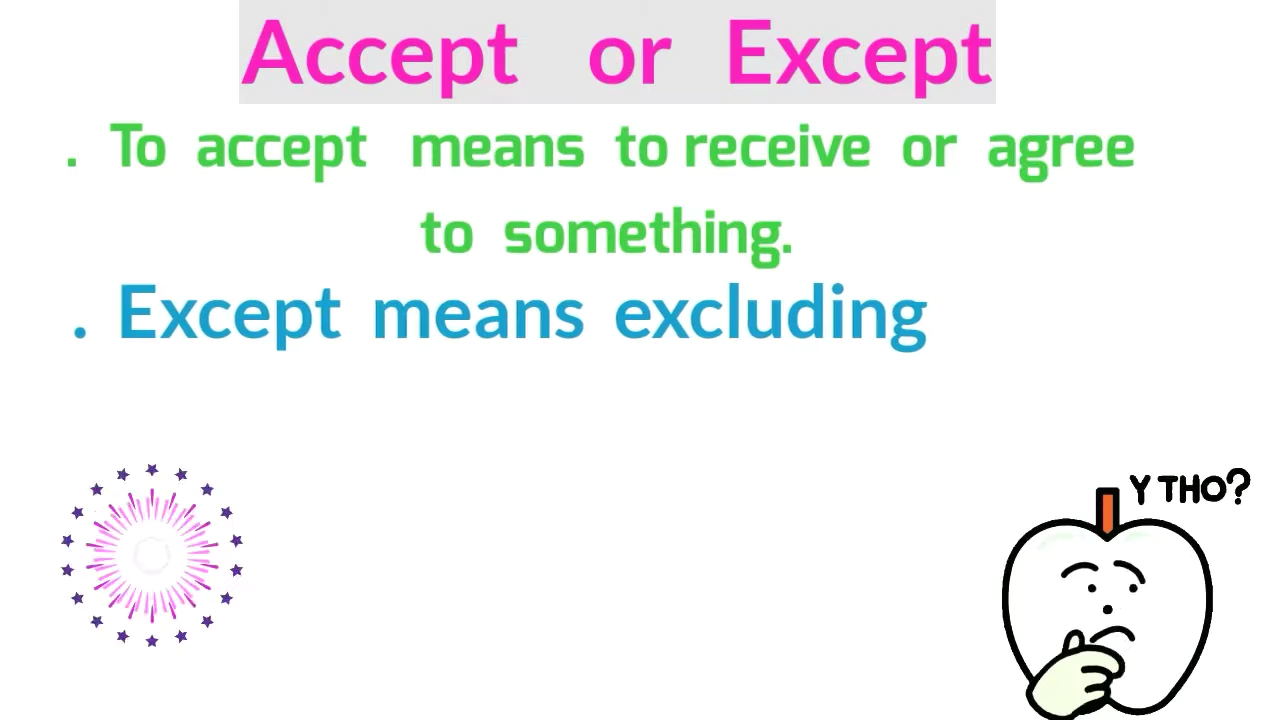 Accept or Except
. To accept means to receive or agree
to something.
. Except means excluding
Y THO?